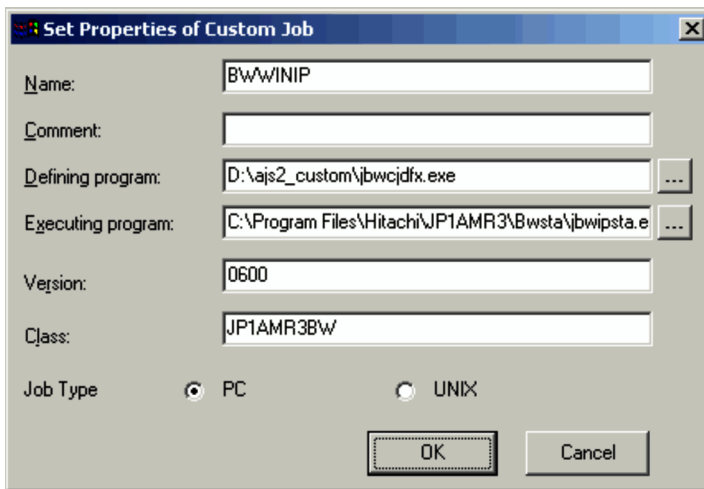 Set Properties of Custom Job
Name: BWWINIP
Comment:
Defining program: D:\ajs2_custom\jbwcjdfx.exe ...
Executing program: C:\Program Files\Hitachi\JP1AMR3\Bwsta\jbwipsta.e ...
Version: 0600
Class: JP1AMR3BW
Job Type PC UNIX
OK Cancel